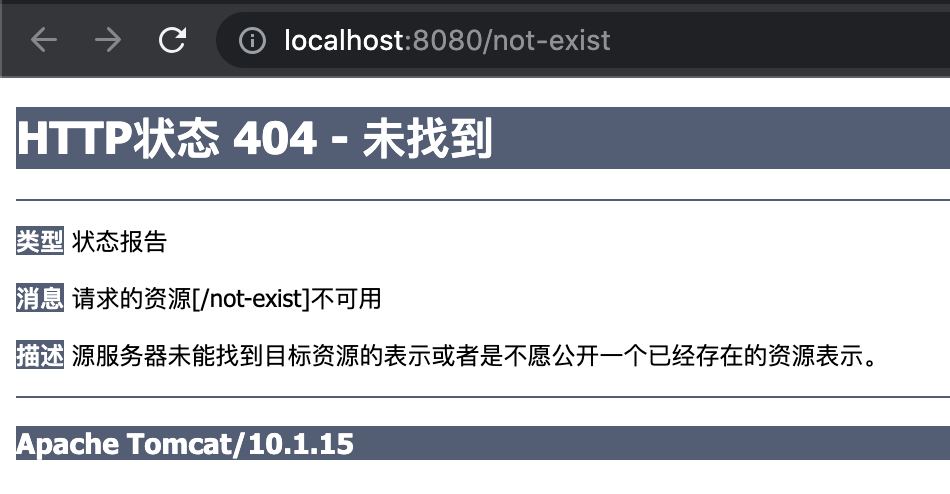 localhost:8080/not-exist
HTTP状态 404 - 未找到
类型 状态报告
消息 请求的资源[/not-exist]不可用
描述 源服务器未能找到目标资源的表示或者是不愿公开一个已经存在的资源表示。
Apache Tomcat/10.1.15